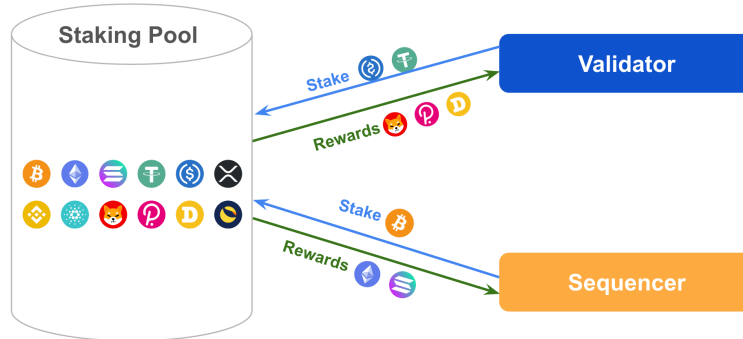 Staking Pool
Stake
Validator
Rewards
Stake
Rewards
Sequencer